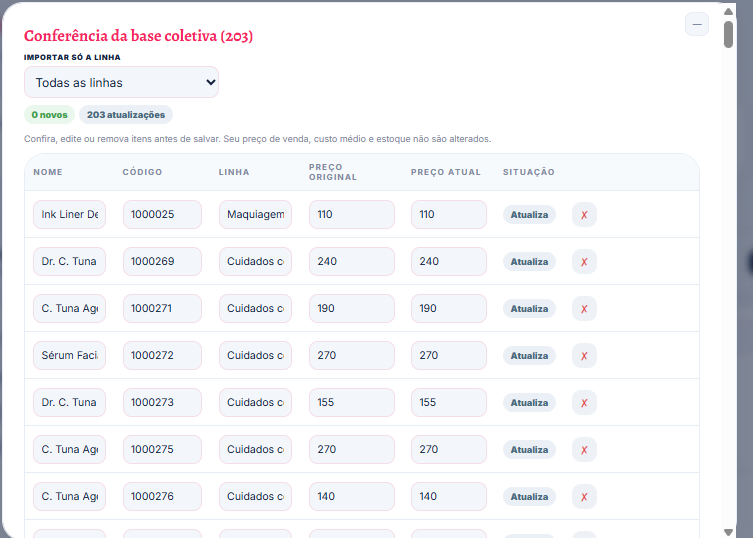 Conferência da base coletiva (203)
IMPORTAR SÓ A LINHA
Todas as linhas
0 novos 203 atualizações
Confira, edite ou remova itens antes de salvar. Seu preço de venda, custo médio e estoque não são alterados.
NOME CÓDIGO LINHA PREÇO ORIGINAL PREÇO ATUAL SITUAÇÃO
Ink Liner De 1000025 Maquiagem 110 110 Atualiza ✗
Dr. C. Tuna 1000269 Cuidados c 240 240 Atualiza ✗
C. Tuna Age 1000271 Cuidados c 190 190 Atualiza ✗
Sérum Facia 1000272 Cuidados c 270 270 Atualiza ✗
Dr. C. Tuna 1000273 Cuidados c 155 155 Atualiza ✗
C. Tuna Age 1000275 Cuidados c 270 270 Atualiza ✗
C. Tuna Age 1000276 Cuidados c 140 140 Atualiza ✗